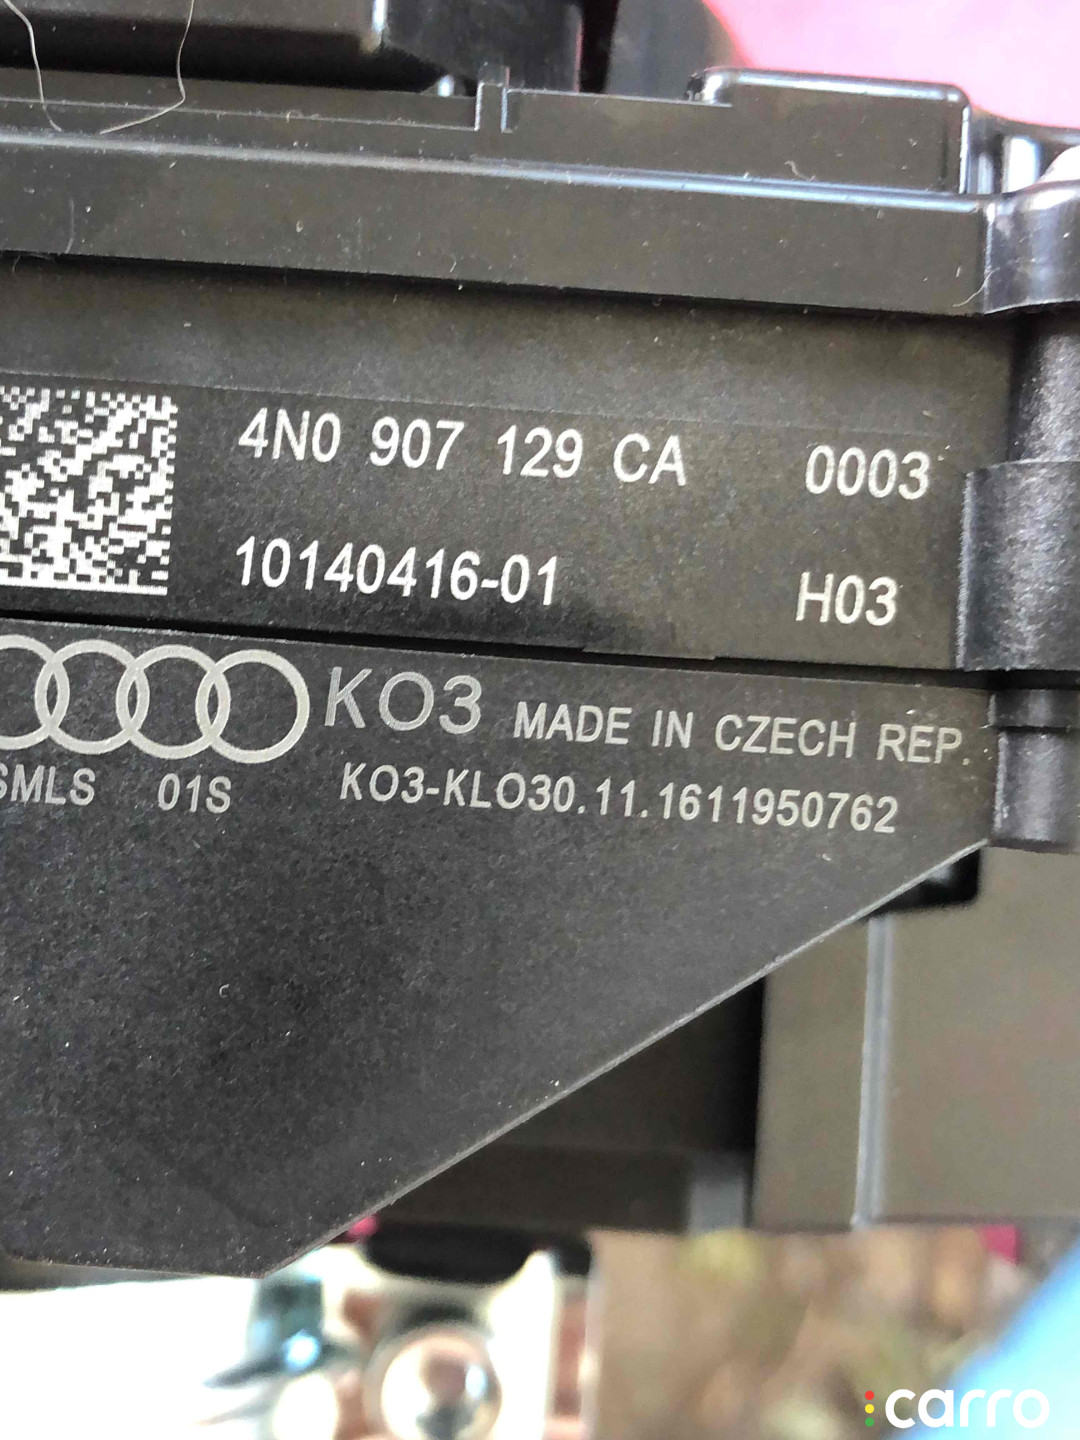 4N0 907 129 CA 0003
10140416-01 H03
KO3 MADE IN CZECH REP.
SMLS 01S KO3-KLO30.11.1611950762
carro